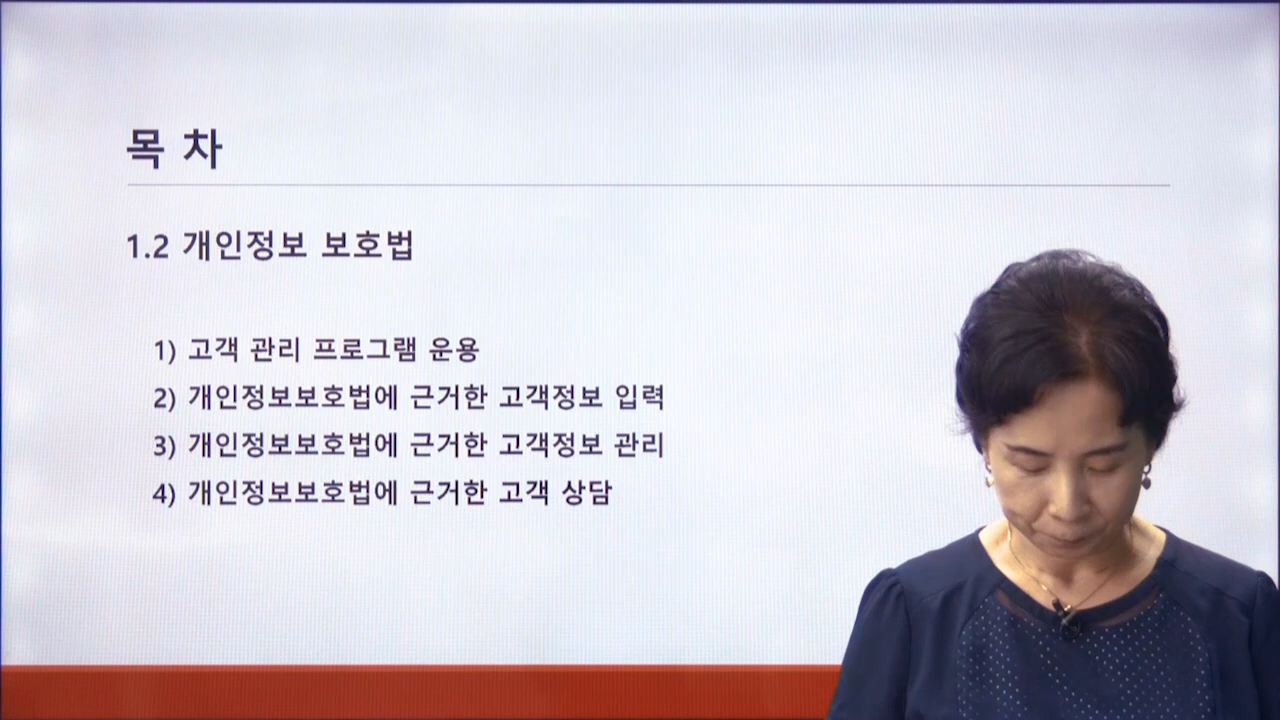 목 차
1.2 개인정보 보호법
1) 고객 관리 프로그램 운용
2) 개인정보보호법에 근거한 고객정보 입력
3) 개인정보보호법에 근거한 고객정보 관리
4) 개인정보보호법에 근거한 고객 상담